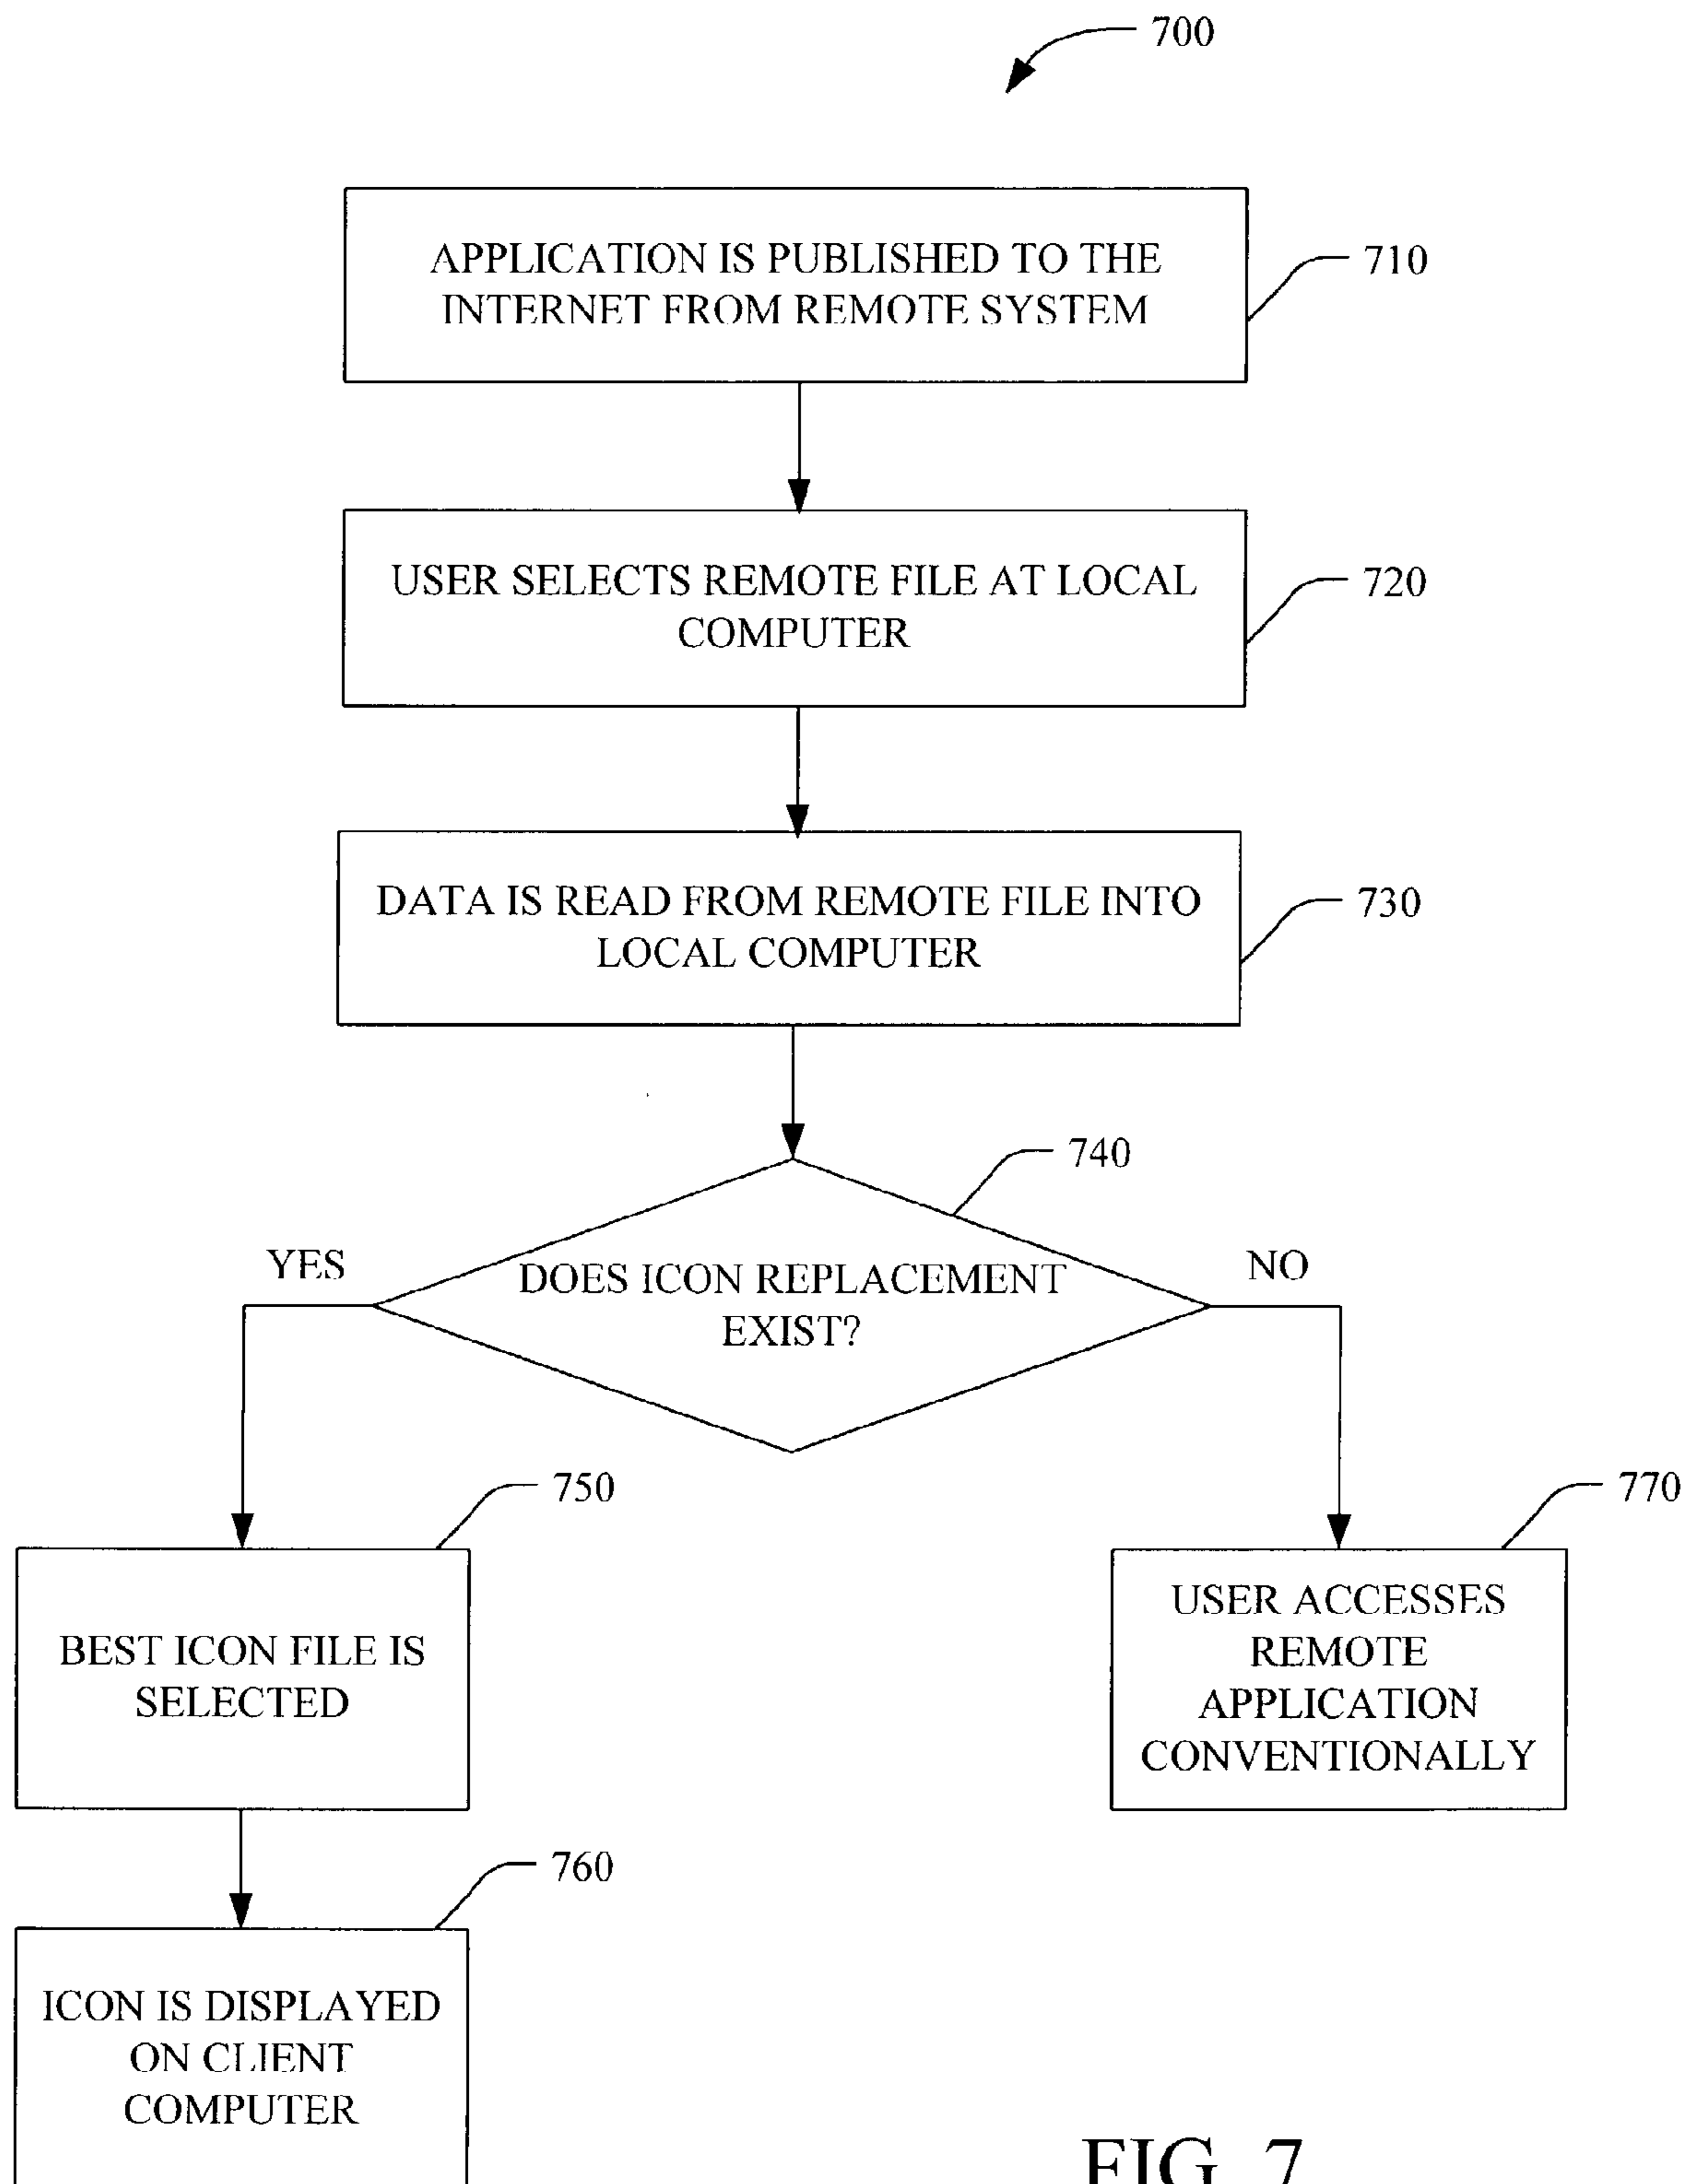 700
APPLICATION IS PUBLISHED TO THE
INTERNET FROM REMOTE SYSTEM
710
USER SELECTS REMOTE FILE AT LOCAL
COMPUTER
720
DATA IS READ FROM REMOTE FILE INTO
LOCAL COMPUTER
730
740
YES
DOES ICON REPLACEMENT
EXIST?
NO
750
BEST ICON FILE IS
SELECTED
770
USER ACCESSES
REMOTE
APPLICATION
CONVENTIONALLY
760
ICON IS DISPLAYED
ON CLIENT
COMPUTER
FIG. 7